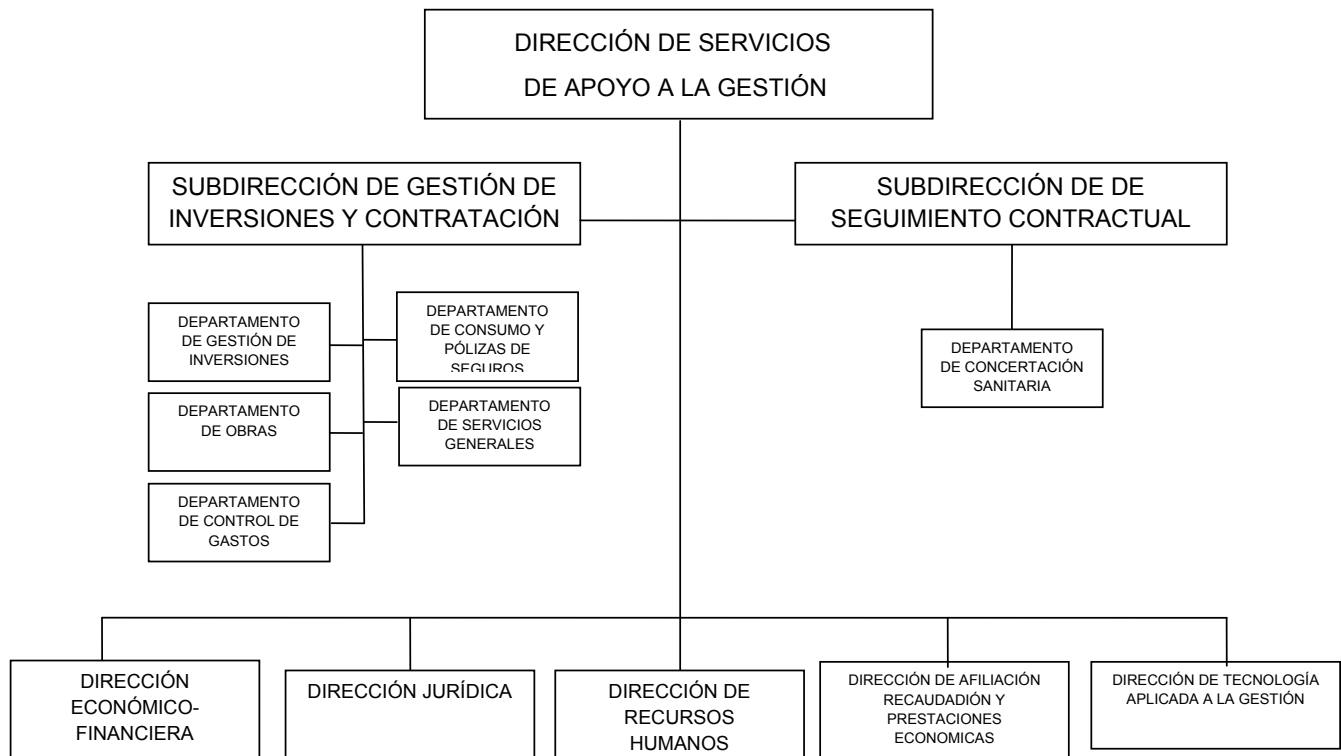 DIRECCIÓN DE SERVICIOS
DE APOYO A LA GESTIÓN
SUBDIRECCIÓN DE GESTIÓN DE
INVERSIONES Y CONTRATACIÓN
SUBDIRECCIÓN DE DE
SEGUIMIENTO CONTRACTUAL
DEPARTAMENTO
DE GESTIÓN DE
INVERSIONES
DEPARTAMENTO
DE CONSUMO Y
PÓLIZAS DE
SEGUROS
DEPARTAMENTO
DE CONCERTACIÓN
SANITARIA
DEPARTAMENTO
DE OBRAS
DEPARTAMENTO
DE SERVICIOS
GENERALES
DEPARTAMENTO
DE CONTROL DE
GASTOS
DIRECCIÓN
ECONÓMICO-
FINANCIERA
DIRECCIÓN JURÍDICA
DIRECCIÓN DE
RECURSOS
HUMANOS
DIRECCIÓN DE AFILIACIÓN
RECAUDADIÓN Y
PRESTACIONES
ECONOMICAS
DIRECCIÓN DE TECNOLOGÍA
APLICADA A LA GESTIÓN